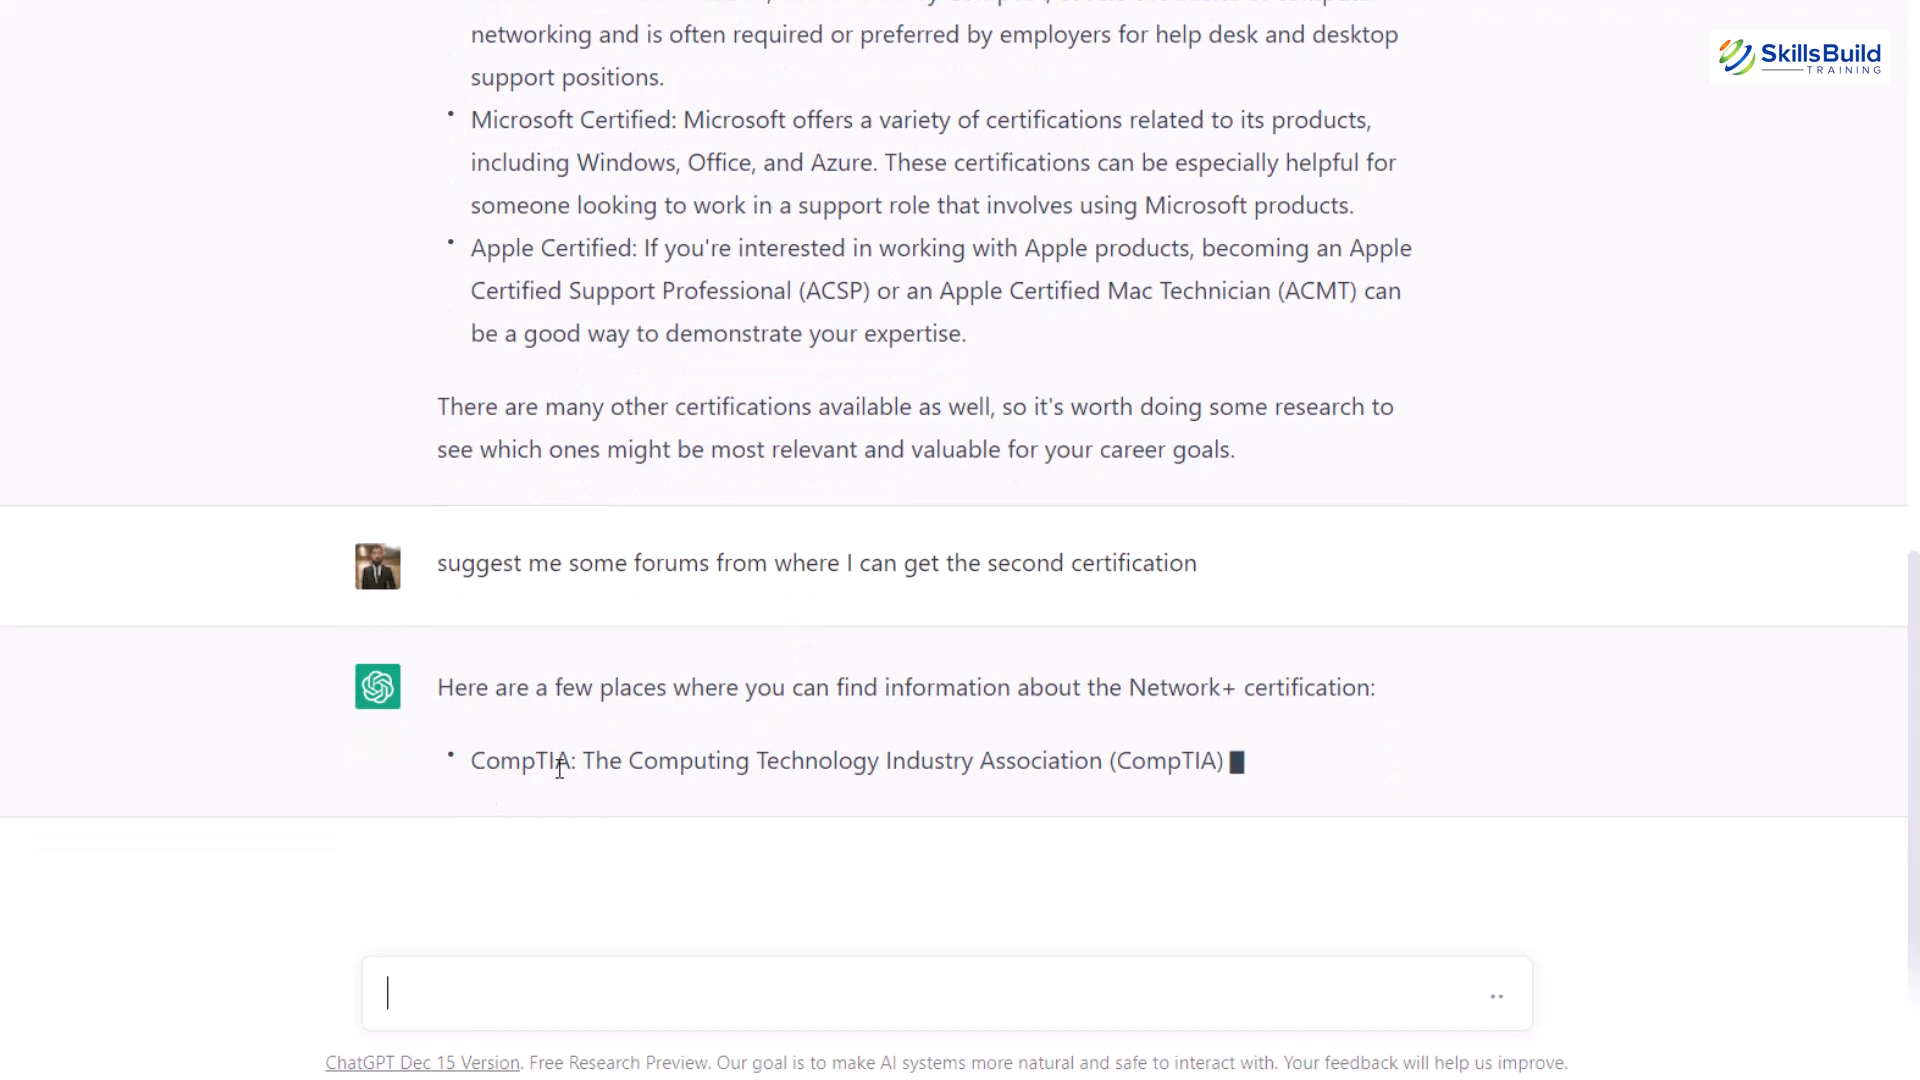 networking and is often required or preferred by employers for help desk and desktop
support positions.
• Microsoft Certified: Microsoft offers a variety of certifications related to its products,
including Windows, Office, and Azure. These certifications can be especially helpful for
someone looking to work in a support role that involves using Microsoft products.
• Apple Certified: If you're interested in working with Apple products, becoming an Apple
Certified Support Professional (ACSP) or an Apple Certified Mac Technician (ACMT) can
be a good way to demonstrate your expertise.
There are many other certifications available as well, so it's worth doing some research to
see which ones might be most relevant and valuable for your career goals.
suggest me some forums from where I can get the second certification
Here are a few places where you can find information about the Network+ certification:
• CompTIA: The Computing Technology Industry Association (CompTIA)
ChatGPT Dec 15 Version. Free Research Preview. Our goal is to make AI systems more natural and safe to interact with. Your feedback will help us improve.
SkillsBuild
TRAINING